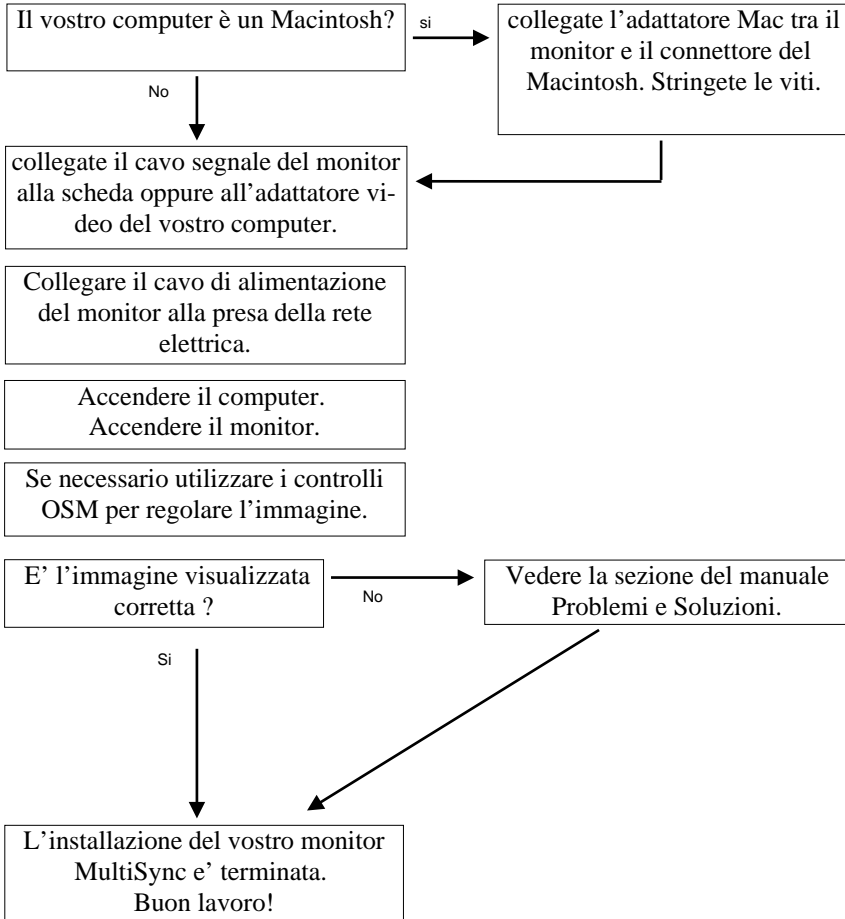 Il vostro computer è un Macintosh?
si
collegate l'adattatore Mac tra il
monitor e il connettore del
Macintosh. Stringete le viti.
No
collegate il cavo segnale del monitor
alla scheda oppure all'adattatore vi-
deo del vostro computer.
Collegare il cavo di alimentazione
del monitor alla presa della rete
elettrica.
Accendere il computer.
Accendere il monitor.
Se necessario utilizzare i controlli
OSM per regolare l'immagine.
E' l'immagine visualizzata
corretta ?
No
Vedere la sezione del manuale
Problemi e Soluzioni.
Si
L'installazione del vostro monitor
MultiSync e' terminata.
Buon lavoro!